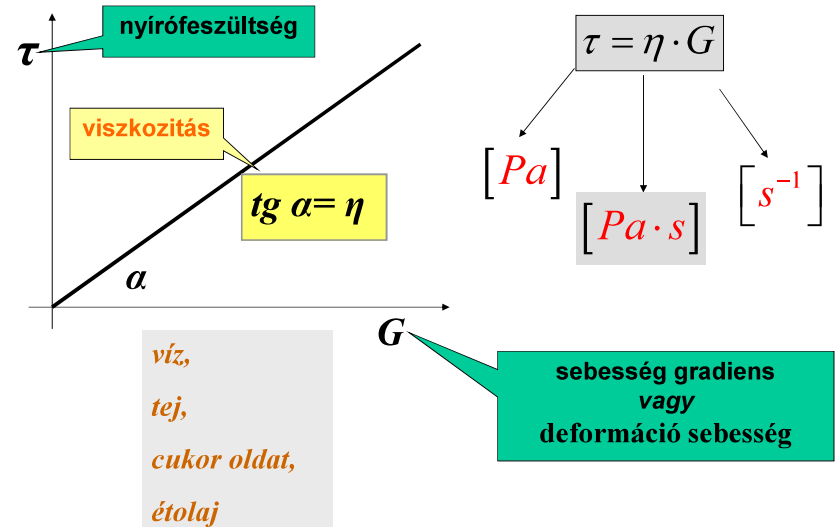 nyírófeszültség
τ
viszkozitás
tg α= η
α
G
τ = η · G
[Pa]
[Pa · s]
[s⁻¹]
víz,
tej,
cukor oldat,
étolaj
sebesség gradiens
vagy
deformáció sebesség